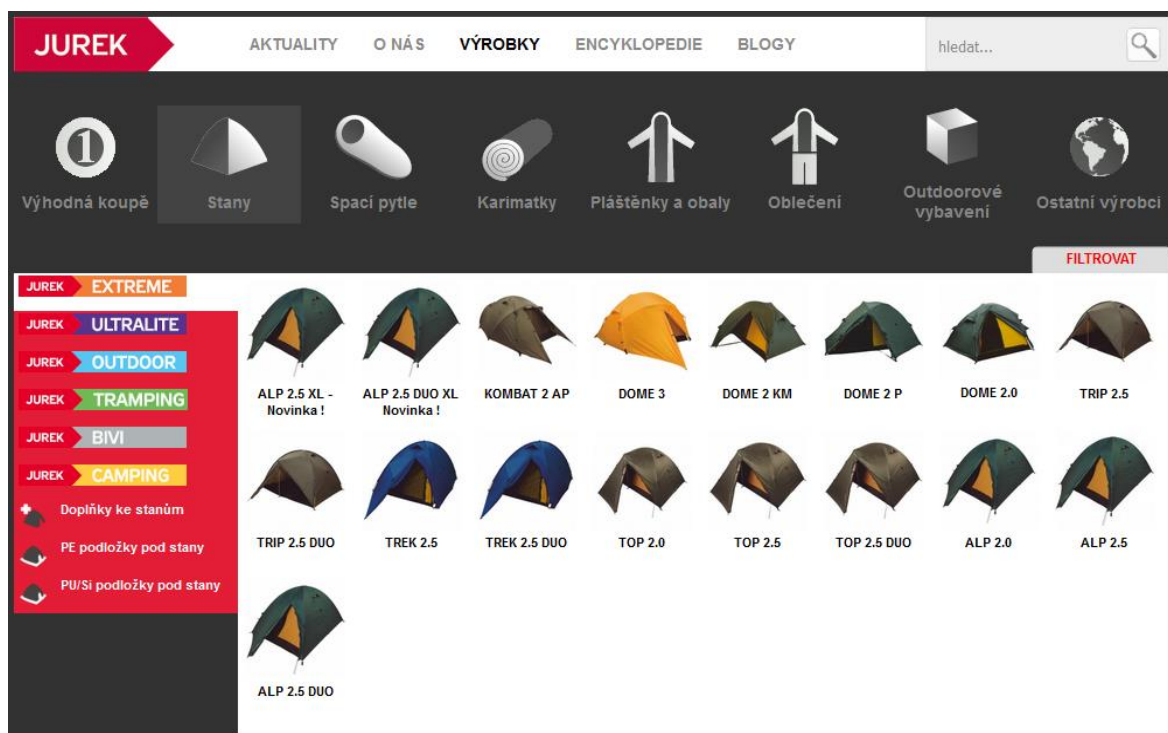 JUREK
AKTUALITY O NÁS VÝROBKY ENCYKLOPEDIE BLOGY
hledat...
1
Výhodná koupě Stany Spací pytle Karimatky Pláštěnky a obaly Oblečení Outdoorové
vybavení Ostatní výrobci
FILTROVAT
JUREK EXTREME
JUREK ULTRALITE
JUREK OUTDOOR
JUREK TRAMPING
JUREK BIVI
JUREK CAMPING
Doplňky ke stanům
PE podložky pod stany
PU/Si podložky pod stany
ALP 2.5 XL - ALP 2.5 DUO XL KOMBAT 2 AP DOME 3 DOME 2 KM DOME 2 P DOME 2.0 TRIP 2.5
Novinka ! Novinka !
TRIP 2.5 DUO TREK 2.5 TREK 2.5 DUO TOP 2.0 TOP 2.5 TOP 2.5 DUO ALP 2.0 ALP 2.5
ALP 2.5 DUO